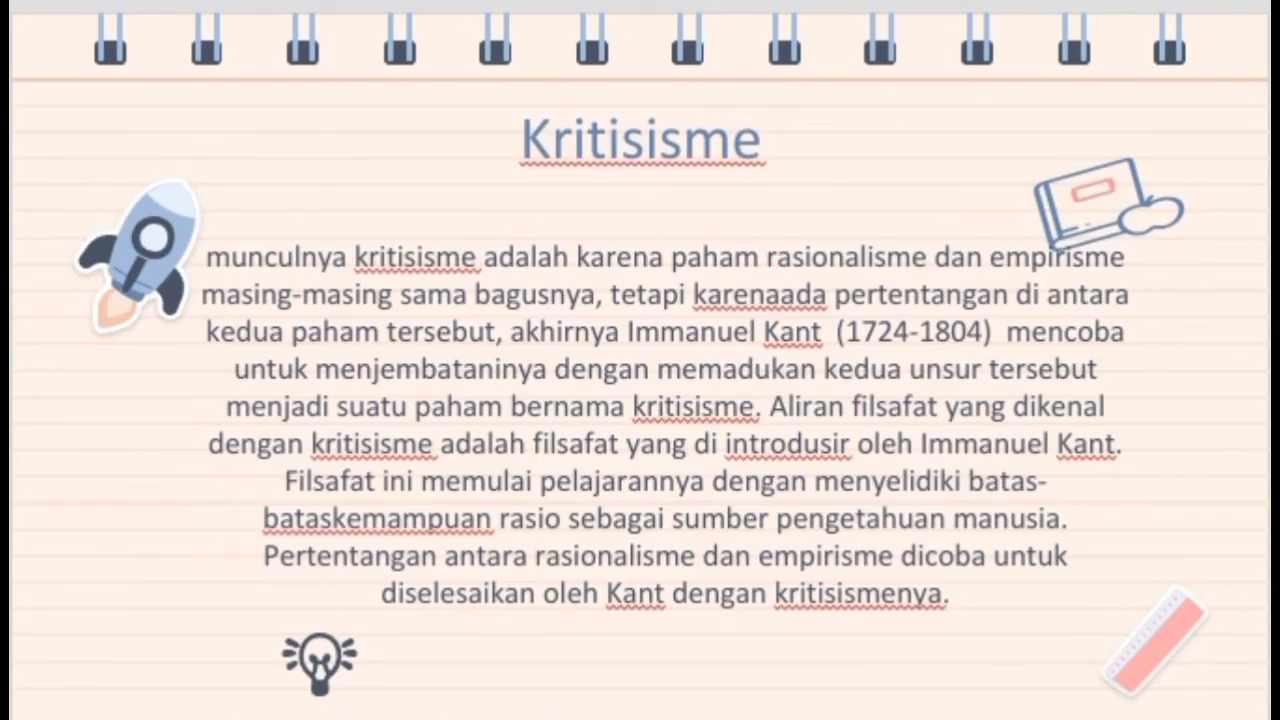 Kritisisme
munculnya kritisisme adalah karena paham rasionalisme dan empirisme
masing-masing sama bagusnya, tetapi karenaada pertentangan di antara
kedua paham tersebut, akhirnya Immanuel Kant  (1724-1804)  mencoba
untuk menjembataninya dengan memadukan kedua unsur tersebut
menjadi suatu paham bernama kritisisme. Aliran filsafat yang dikenal
dengan kritisisme adalah filsafat yang di introdusir oleh Immanuel Kant.
Filsafat ini memulai pelajarannya dengan menyelidiki batas-
bataskemampuan rasio sebagai sumber pengetahuan manusia.
Pertentangan antara rasionalisme dan empirisme dicoba untuk
diselesaikan oleh Kant dengan kritisismenya.